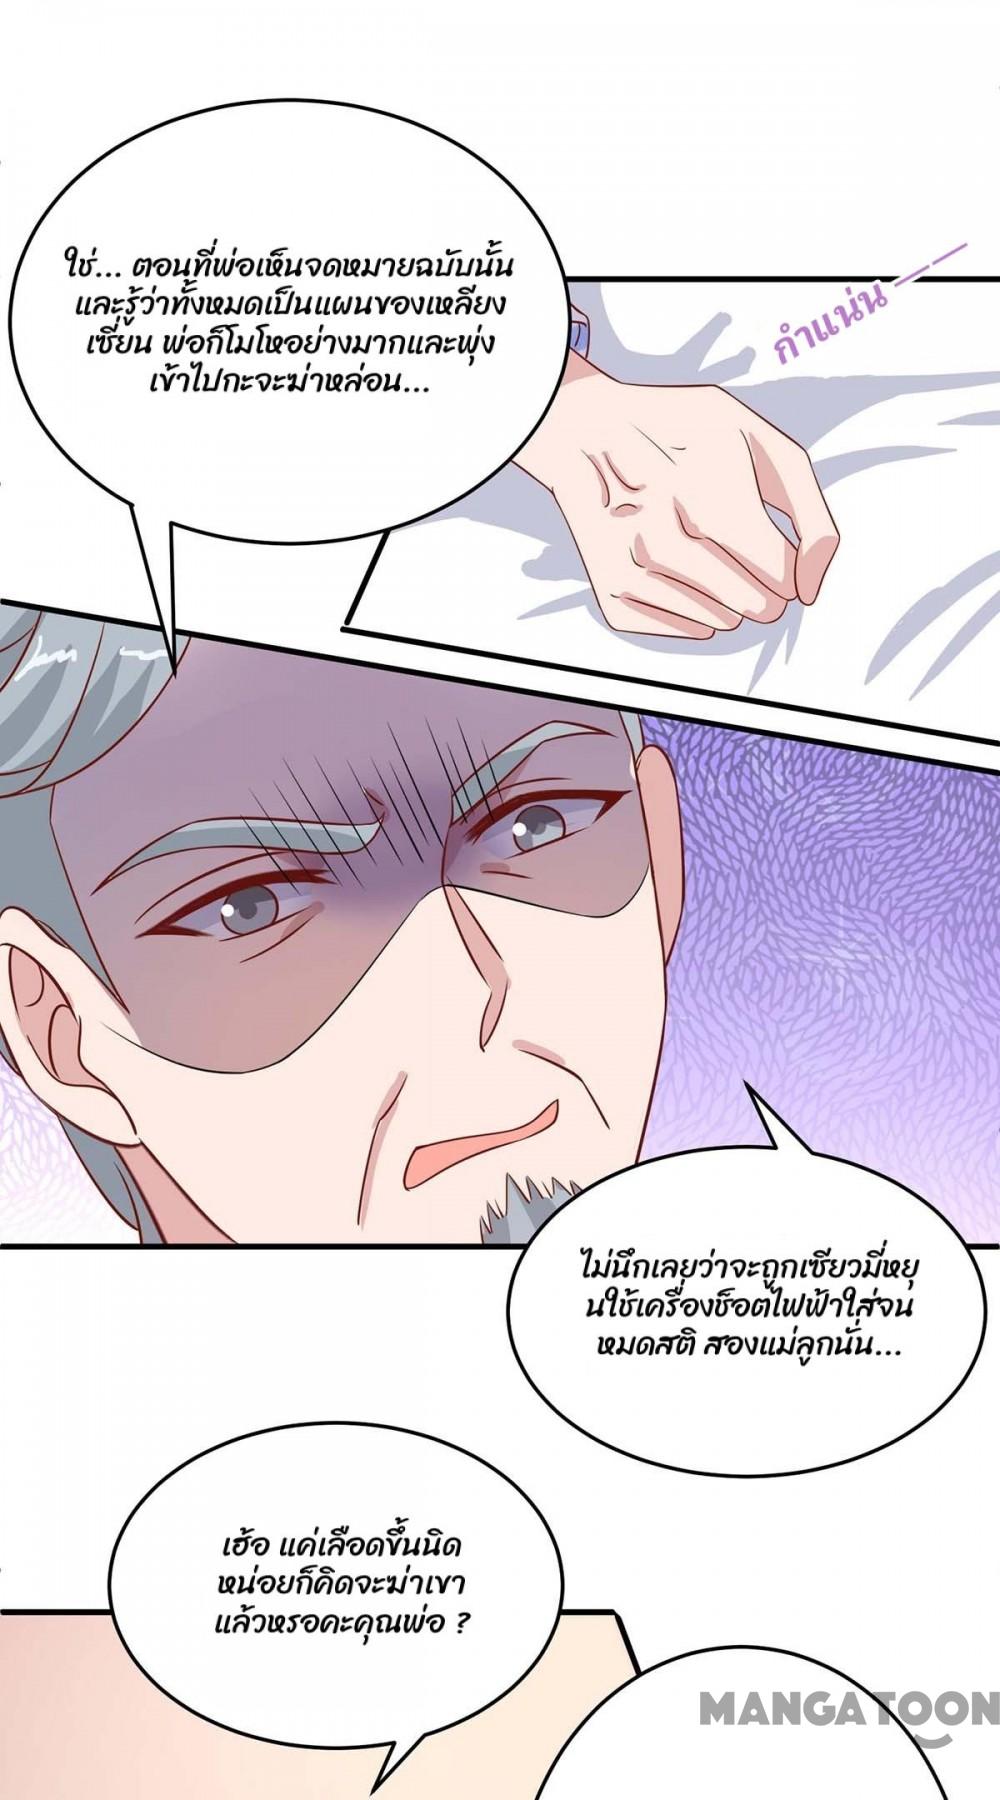 ใช่... ตอนที่พ่อเห็นจดหมายฉบับนั้น
และรู้ว่าทั้งหมดเป็นแผนของเหลียง
เซี่ยน พ่อก็โมโหอย่างมากและพุ่ง
เข้าไปกะจะฆ่าหล่อน...
กำแน่น
ไม่นึกเลยว่าจะถูกเซียวมี่หยุ
นใช้เครื่องช็อตไฟฟ้าใส่จน
หมดสติ สองแม่ลูกนั่น...
เฮ้อ แค่เลือดขึ้นนิด
หน่อยก็คิดจะฆ่าเขา
แล้วหรอคะคุณพ่อ ?
MANGATOON